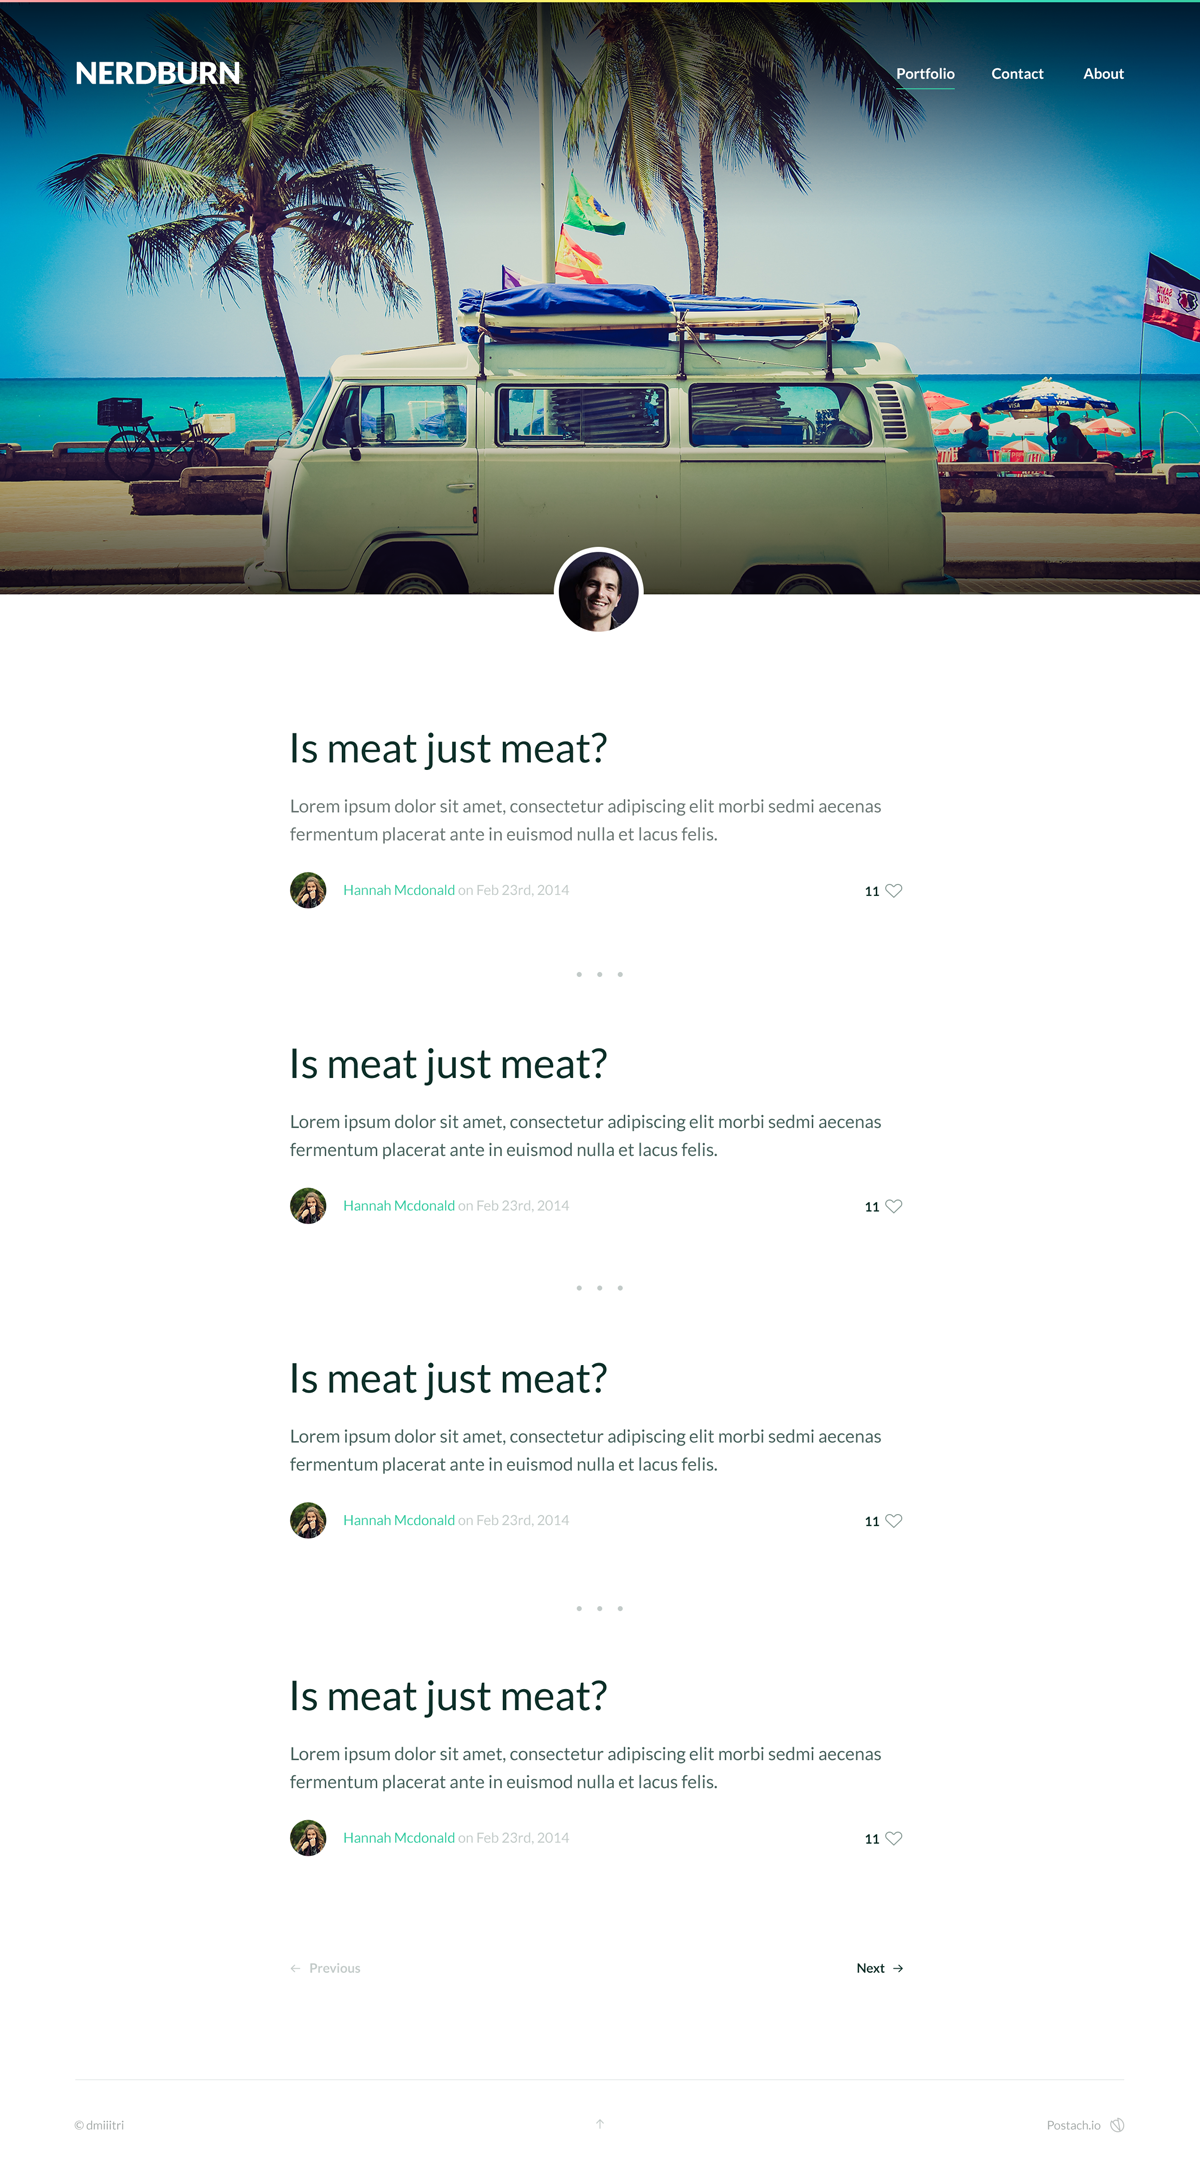 NERDBURN
Portfolio Contact About
SANTA
CRUZ
VISA VISA
Is meat just meat?
Lorem ipsum dolor sit amet, consectetur adipiscing elit morbi sedmi aecenas
fermentum placerat ante in euismod nulla et lacus felis.
Hannah Mcdonald on Feb 23rd, 2014 11
Is meat just meat?
Lorem ipsum dolor sit amet, consectetur adipiscing elit morbi sedmi aecenas
fermentum placerat ante in euismod nulla et lacus felis.
Hannah Mcdonald on Feb 23rd, 2014 11
Is meat just meat?
Lorem ipsum dolor sit amet, consectetur adipiscing elit morbi sedmi aecenas
fermentum placerat ante in euismod nulla et lacus felis.
Hannah Mcdonald on Feb 23rd, 2014 11
Is meat just meat?
Lorem ipsum dolor sit amet, consectetur adipiscing elit morbi sedmi aecenas
fermentum placerat ante in euismod nulla et lacus felis.
Hannah Mcdonald on Feb 23rd, 2014 11
← Previous Next →
© dmiiitri ↑ Postach.io